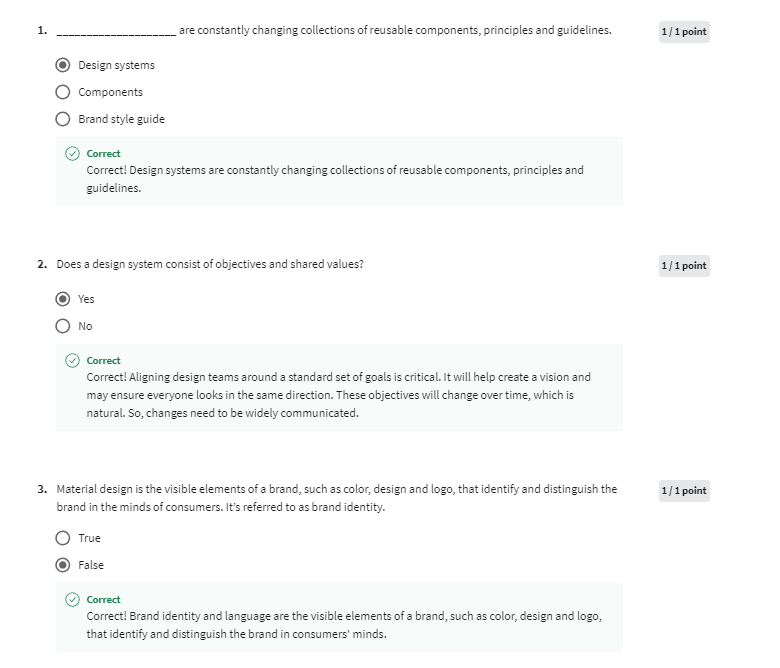 1. ____________________ are constantly changing collections of reusable components, principles and guidelines.
1 / 1 point
Design systems
Components
Brand style guide
Correct
Correct! Design systems are constantly changing collections of reusable components, principles and
guidelines.
2. Does a design system consist of objectives and shared values?
1 / 1 point
Yes
No
Correct
Correct! Aligning design teams around a standard set of goals is critical. It will help create a vision and
may ensure everyone looks in the same direction. These objectives will change over time, which is
natural. So, changes need to be widely communicated.
3. Material design is the visible elements of a brand, such as color, design and logo, that identify and distinguish the
brand in the minds of consumers. It's referred to as brand identity.
1 / 1 point
True
False
Correct
Correct! Brand identity and language are the visible elements of a brand, such as color, design and logo,
that identify and distinguish the brand in consumers' minds.